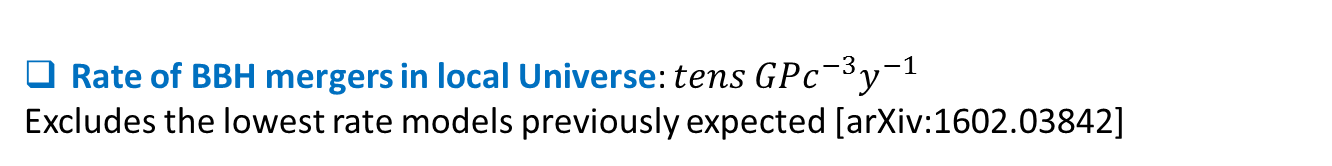 ❑ Rate of BBH mergers in local Universe: tens GPc⁻³y⁻¹
Excludes the lowest rate models previously expected [arXiv:1602.03842]